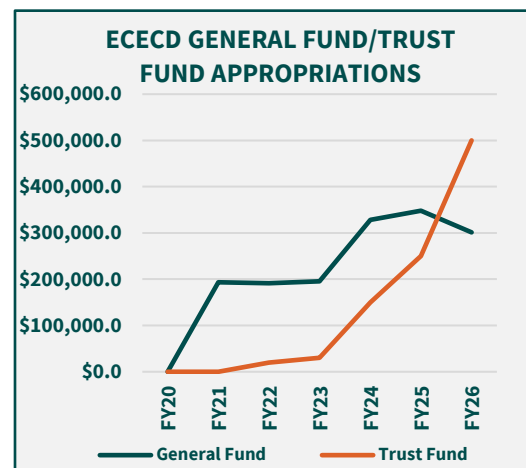 ECECD GENERAL FUND/TRUST
FUND APPROPRIATIONS
$600,000.0
$500,000.0
$400,000.0
$300,000.0
$200,000.0
$100,000.0
$0.0
FY20
FY21
FY22
FY23
FY24
FY25
FY26
General Fund
Trust Fund